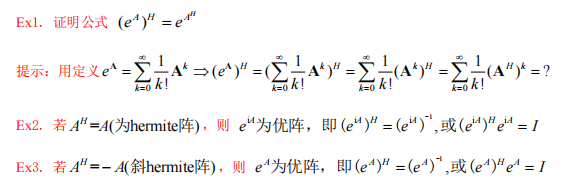 Ex1. 证明公式 $(e^A)^H = e^{A^H}$
提示：用定义 $e^{\mathbf{A}} = \sum_{k=0}^{\infty} \frac{1}{k!} \mathbf{A}^k \Rightarrow (e^{\mathbf{A}})^H = (\sum_{k=0}^{\infty} \frac{1}{k!} \mathbf{A}^k)^H = \sum_{k=0}^{\infty} \frac{1}{k!} (\mathbf{A}^k)^H = \sum_{k=0}^{\infty} \frac{1}{k!} (\mathbf{A}^H)^k = ?$
Ex2. 若 $A^H = A$(为hermite阵)，则 $e^{iA}$为优阵，即$(e^{iA})^H = (e^{iA})^{-1}$，或$(e^{iA})^H e^{iA} = I$
Ex3. 若$A^H = -A$(斜hermite阵)，则 $e^A$为优阵，即$(e^A)^H = (e^A)^{-1}$，或$(e^A)^H e^A = I$